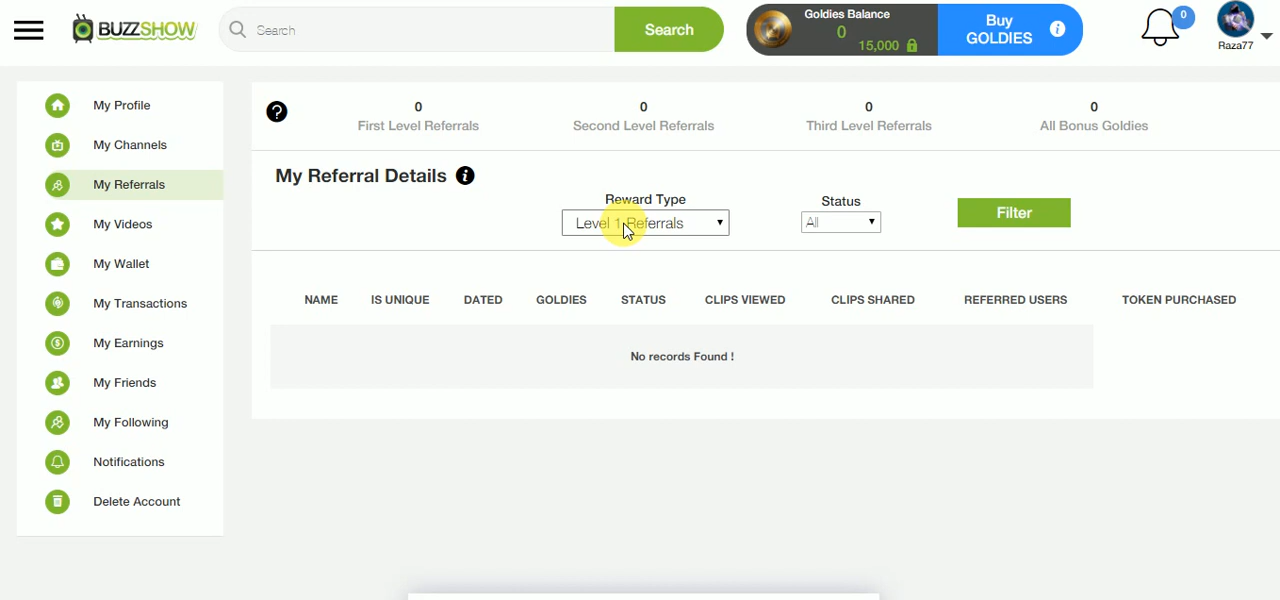 BUZZSHOW
Search
Search
Goldies Balance
0
15,000
Buy
GOLDIES
i
0
Raza77
My Profile
My Channels
My Referrals
My Videos
My Wallet
My Transactions
My Earnings
My Friends
My Following
Notifications
Delete Account
?
0
First Level Referrals
0
Second Level Referrals
0
Third Level Referrals
0
All Bonus Goldies
My Referral Details i
Reward Type
Level 1 Referrals
Status
All
Filter
NAME IS UNIQUE DATED GOLDIES STATUS CLIPS VIEWED CLIPS SHARED REFERRED USERS TOKEN PURCHASED
No records Found !